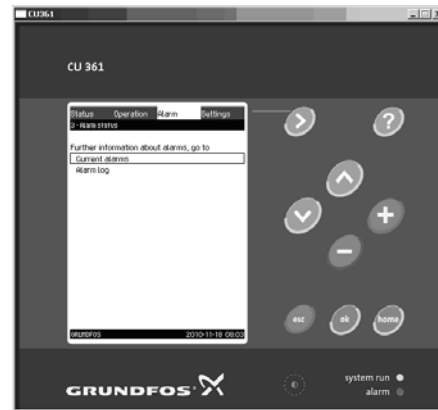 CU361
CU 361
Status Operation Alarm Settings
3 - Alarm status
Further information about alarms, go to
Current alarms
Alarm log
GRUNDFOS 2010-11-18 08:03
> ?
+
-
esc ok home
system run
alarm
GRUNDFOS